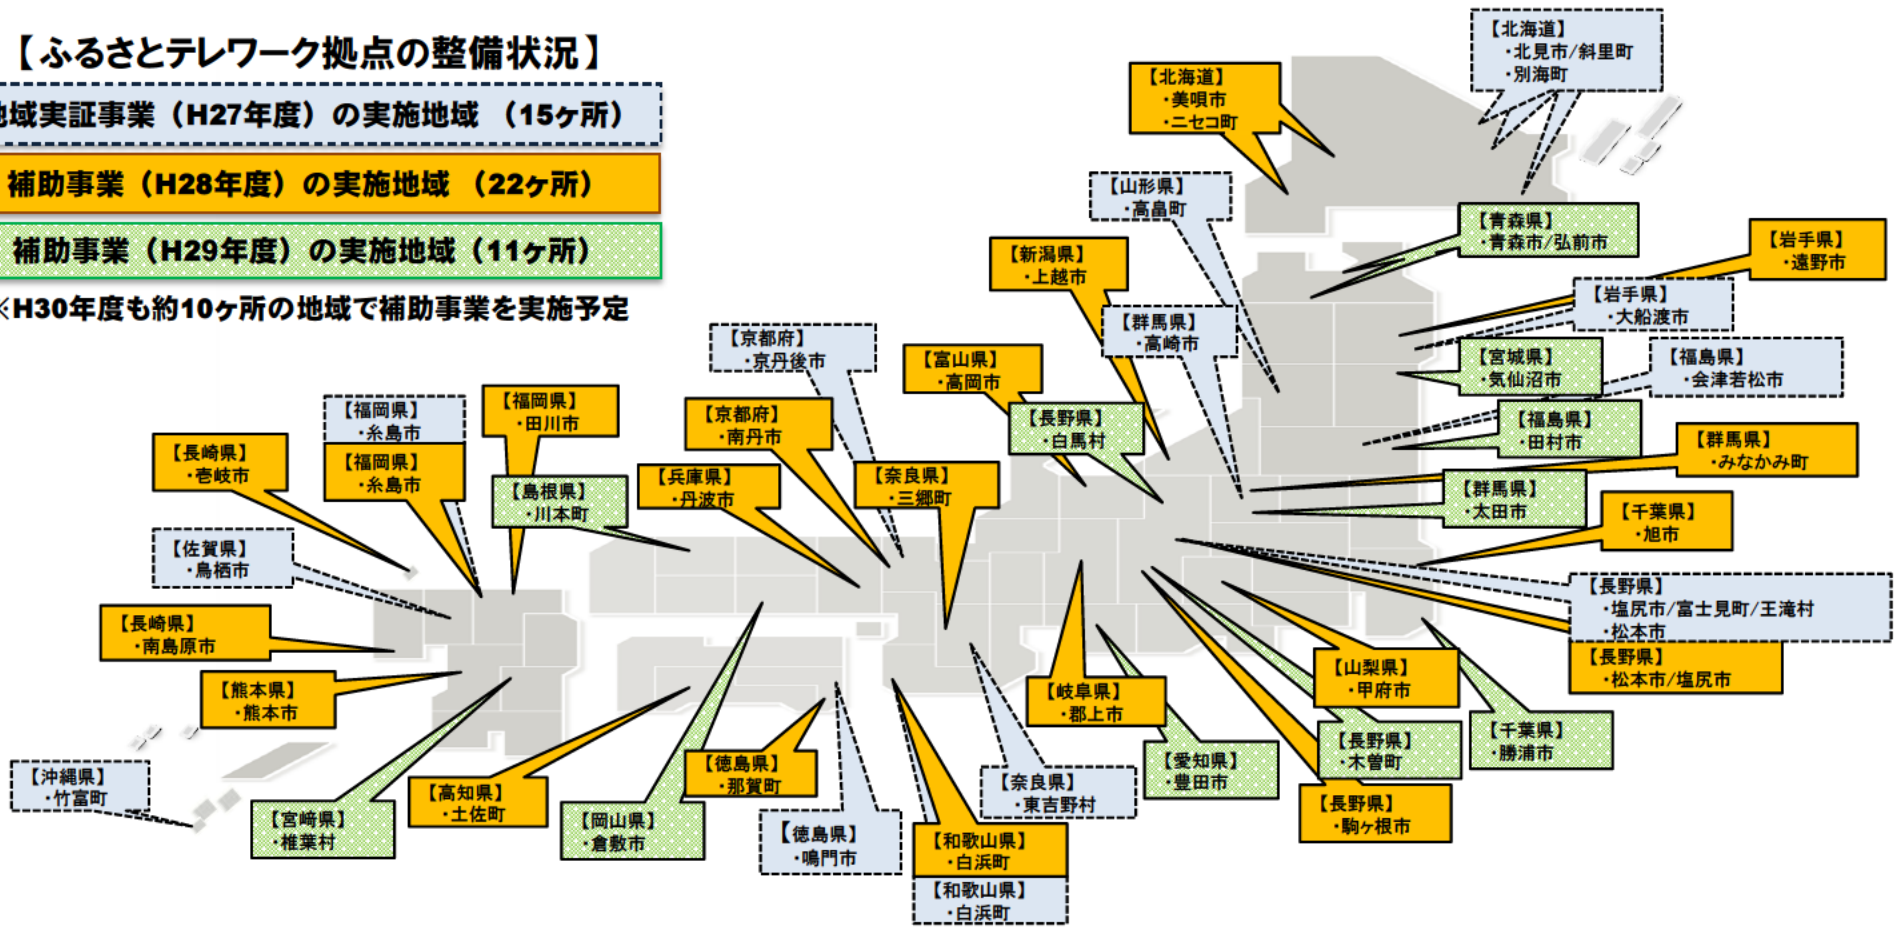 【ふるさとテレワーク拠点の整備状況】
域実証事業（H27年度）の実施地域 （15ヶ所）
補助事業（H28年度）の実施地域 （22ヶ所）
補助事業（H29年度）の実施地域（11ヶ所）
※H30年度も約10ヶ所の地域で補助事業を実施予定
【北海道】
・北見市/斜里町
・別海町
【北海道】
・美唄市
・ニセコ町
【山形県】
・高畠町
【青森県】
・青森市/弘前市
【岩手県】
・遠野市
【新潟県】
・上越市
【岩手県】
・大船渡市
【群馬県】
・高崎市
【京都府】
・京丹後市
【富山県】
・高岡市
【宮城県】
・気仙沼市
【福島県】
・会津若松市
【福岡県】
・糸島市
【福岡県】
・田川市
【京都府】
・南丹市
【長野県】
・白馬村
【福島県】
・田村市
【群馬県】
・みなかみ町
【長崎県】
・壱岐市
【福岡県】
・糸島市
【島根県】
・川本町
【兵庫県】
・丹波市
【奈良県】
・三郷町
【群馬県】
・太田市
【千葉県】
・旭市
【佐賀県】
・鳥栖市
【長野県】
・塩尻市/富士見町/王滝村
・松本市
【長野県】
・松本市/塩尻市
【長崎県】
・南島原市
【熊本県】
・熊本市
【岐阜県】
・郡上市
【山梨県】
・甲府市
【千葉県】
・勝浦市
【長野県】
・木曽町
【愛知県】
・豊田市
【長野県】
・駒ヶ根市
【沖縄県】
・竹富町
【宮崎県】
・椎葉村
【高知県】
・土佐町
【岡山県】
・倉敷市
【徳島県】
・那賀町
【徳島県】
・鳴門市
【奈良県】
・東吉野村
【和歌山県】
・白浜町
【和歌山県】
・白浜町